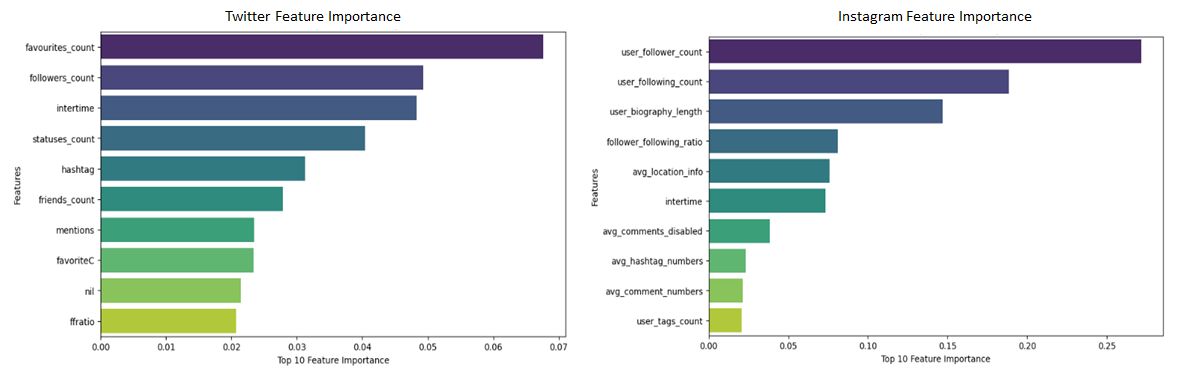 Twitter Feature Importance
favourites_count
followers_count
intertime
statuses_count
hashtag
friends_count
mentions
favoriteC
nil
ffratio
Features
0.00 0.01 0.02 0.03 0.04 0.05 0.06 0.07
Top 10 Feature Importance
Instagram Feature Importance
user_follower_count
user_following_count
user_biography_length
follower_following_ratio
avg_location_info
intertime
avg_comments_disabled
avg_hashtag_numbers
avg_comment_numbers
user_tags_count
Features
0.00 0.05 0.10 0.15 0.20 0.25
Top 10 Feature Importance